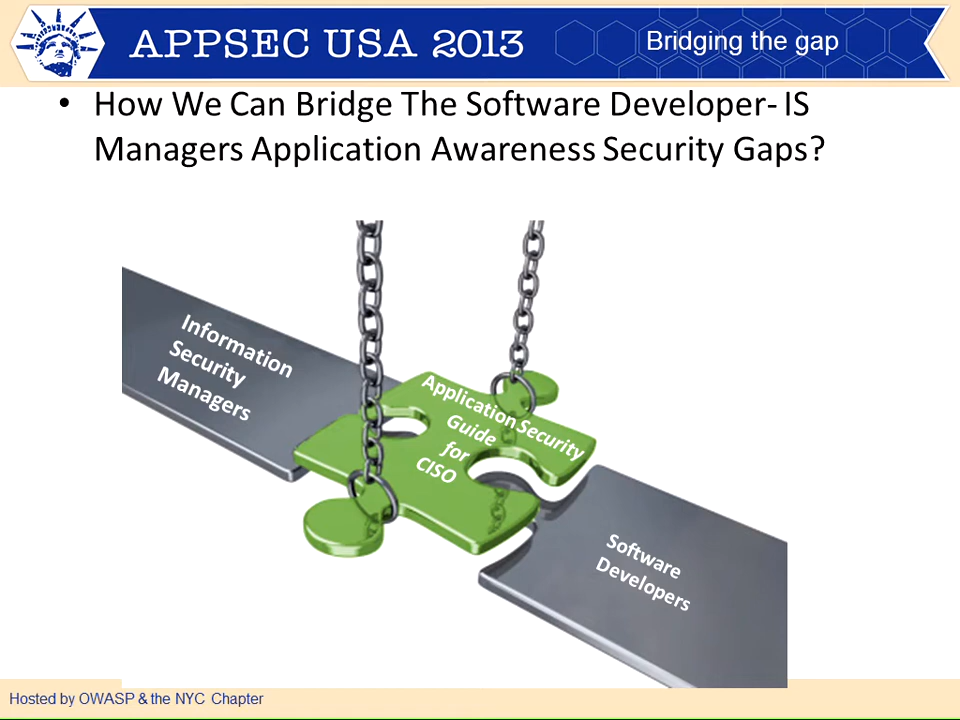 APPSEC USA 2013
Bridging the gap
• How We Can Bridge The Software Developer- IS
Managers Application Awareness Security Gaps?
Information
Security
Managers
Application Security
Guide
for
CISO
Software
Developers
Hosted by OWASP & the NYC Chapter